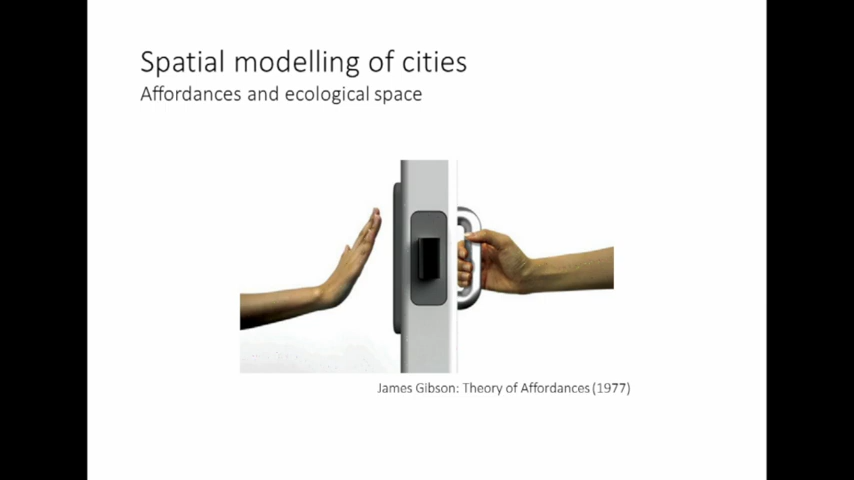 Spatial modelling of cities
Affordances and ecological space
James Gibson: Theory of Affordances (1977)